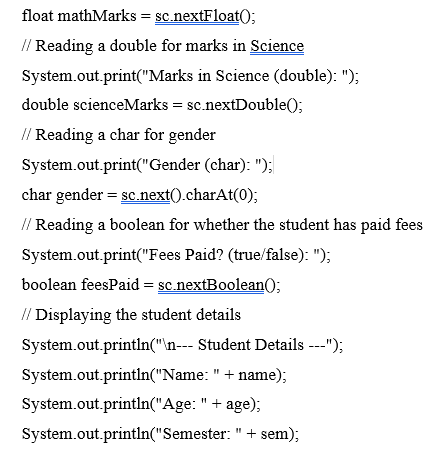 float mathMarks = sc.nextFloat();
// Reading a double for marks in Science
System.out.print("Marks in Science (double): ");
double scienceMarks = sc.nextDouble();
// Reading a char for gender
System.out.print("Gender (char): ");
char gender = sc.next().charAt(0);
// Reading a boolean for whether the student has paid fees
System.out.print("Fees Paid? (true/false): ");
boolean feesPaid = sc.nextBoolean();
// Displaying the student details
System.out.println("\n--- Student Details ---");
System.out.println("Name: " + name);
System.out.println("Age: " + age);
System.out.println("Semester: " + sem);